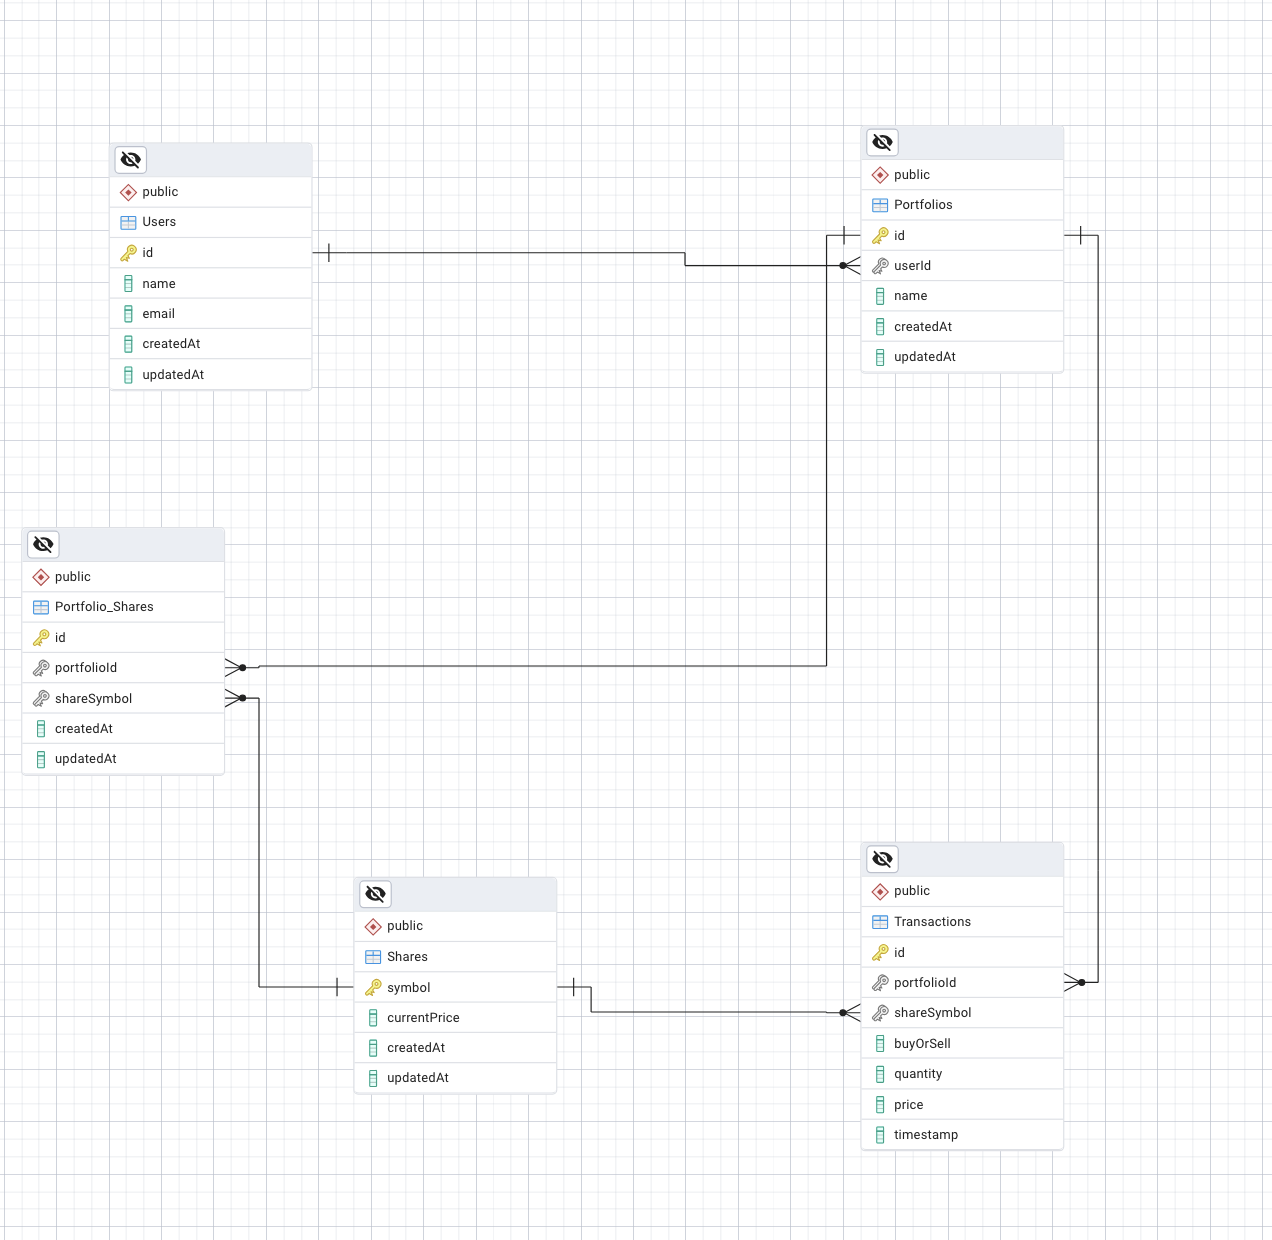 public
Users
id
name
email
createdAt
updatedAt
public
Portfolios
id
userId
name
createdAt
updatedAt
public
Portfolio_Shares
id
portfolioId
shareSymbol
createdAt
updatedAt
public
Shares
symbol
currentPrice
createdAt
updatedAt
public
Transactions
id
portfolioId
shareSymbol
buyOrSell
quantity
price
timestamp